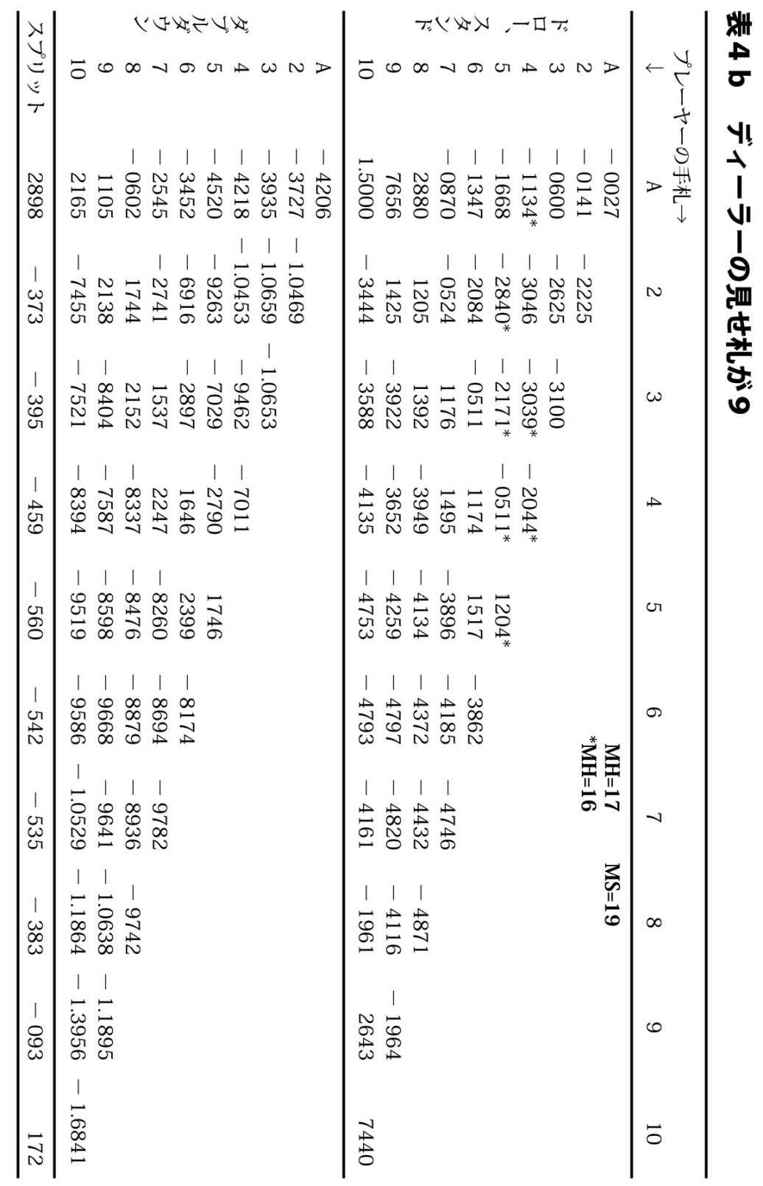 表4b ディーラーの見せ札が9
プレーヤーの手札→
↓ A 2 3 4 5 6 7 8 9 10
MH=17 MS=19
*MH=16
ドロー、スタンド
A －0027
2 －0141 －2225
3 －0600 －2625 －3100
4 －1134* －3046 －3039* －2044*
5 －1668 －2840* －2171* －0511* 1204*
6 －1347 －2084 －0511 1174 1517 －3862
7 －0870 －0524 1176 1495 －3896 －4185 －4746
8 2880 1205 1392 －3949 －4134 －4372 －4432 －4871
9 7656 1425 －3922 －3652 －4259 －4797 －4820 －4116 －1964
10 1.5000 －3444 －3588 －4135 －4753 －4793 －4161 －1961 2643 7440
ダブルダウン
A －4206
2 －3727 －1.0469
3 －3935 －1.0659 －1.0653
4 －4218 －1.0453 －9462 －7011
5 －4520 －9263 －7029 －2790 1746
6 －3452 －6916 －2897 1646 2399 －8174
7 －2545 －2741 1537 2247 －8260 －8694 －9782
8 －0602 1744 2152 －8337 －8476 －8879 －8936 －9742
9 1105 2138 －8404 －7587 －8598 －9668 －9641 －1.0638 －1.1895
10 2165 －7455 －7521 －8394 －9519 －9586 －1.0529 －1.1864 －1.3956 －1.6841
スプリット 2898 －373 －395 －459 －560 －542 －535 －383 －093 172